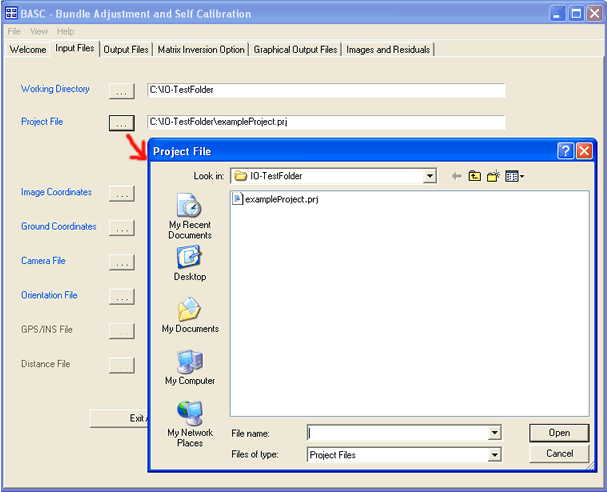 BASC - Bundle Adjustment and Self Calibration
File View Help
Welcome Input Files Output Files Matrix Inversion Option Graphical Output Files Images and Residuals
Working Directory ... C:\IO-TestFolder
Project File ... C:\IO-TestFolder\exampleProject.prj
Project File
Look in: IO-TestFolder
exampleProject.prj
My Recent
Documents
Desktop
My Documents
My Computer
My Network
Places
Image Coordinates ...
Ground Coordinates ...
Camera File ...
Orientation File ...
GPS/INS File ...
Distance File ...
Exit
File name: Open
Files of type: Project Files Cancel